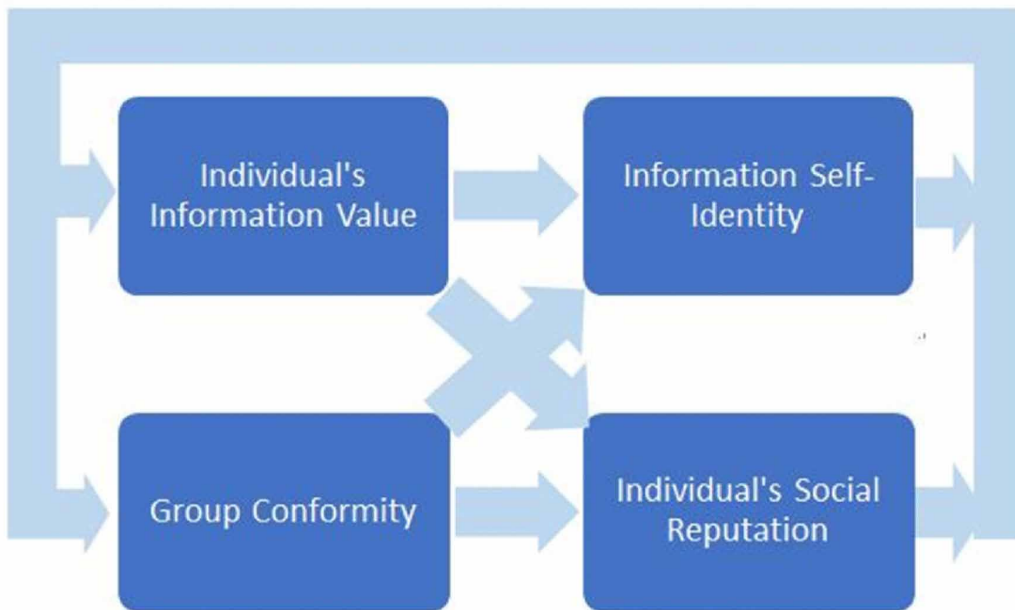 Individual's
Information Value
Information Self-
Identity
Group Conformity
Individual's Social
Reputation